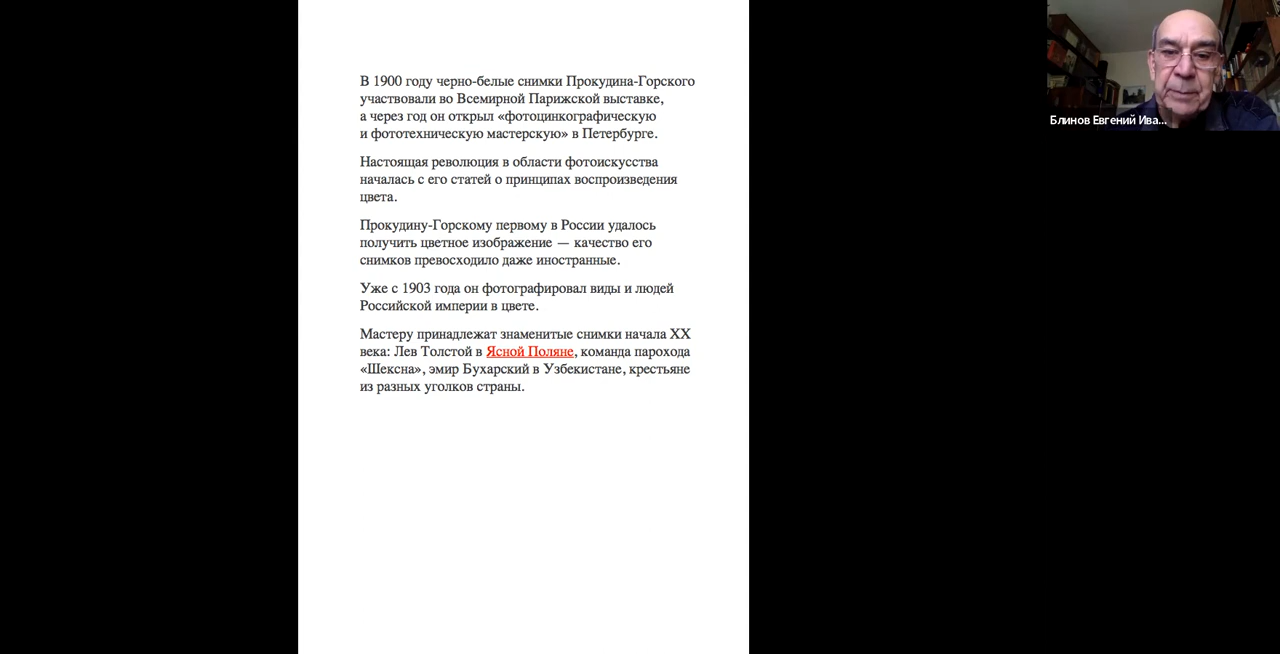 В 1900 году черно-белые снимки Прокудина-Горского
участвовали во Всемирной Парижской выставке,
а через год он открыл «фотоцинкографическую
и фототехническую мастерскую» в Петербурге.
Настоящая революция в области фотоискусства
началась с его статей о принципах воспроизведения
цвета.
Прокудину-Горскому первому в России удалось
получить цветное изображение — качество его
снимков превосходило даже иностранные.
Уже с 1903 года он фотографировал виды и людей
Российской империи в цвете.
Мастеру принадлежат знаменитые снимки начала XX
века: Лев Толстой в Ясной Поляне, команда парохода
«Шексна», эмир Бухарский в Узбекистане, крестьяне
из разных уголков страны.
Блинов Евгений Ива...